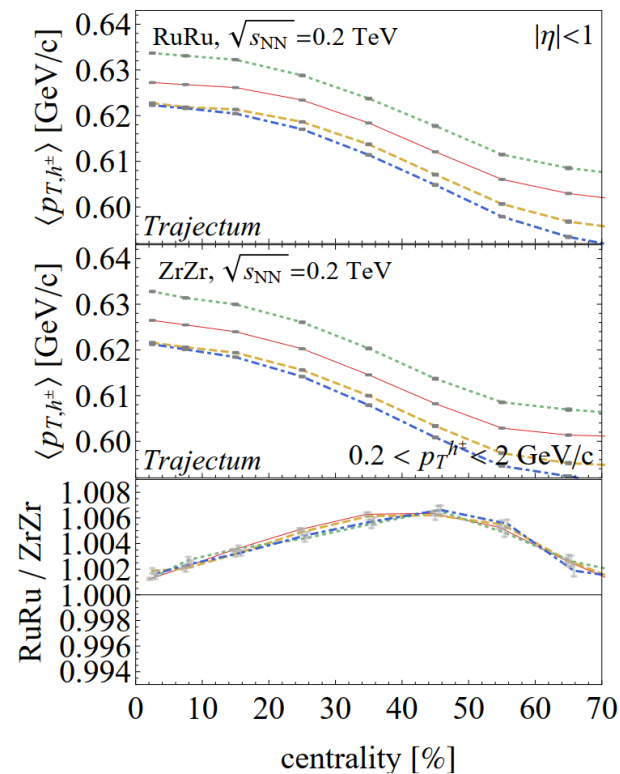 RuRu, √sNN =0.2 TeV
|η|<1
0.64
0.63
0.62
0.61
0.60
⟨pT,h±⟩ [GeV/c]
Trajectum
ZrZr, √sNN =0.2 TeV
0.64
0.63
0.62
0.61
0.60
⟨pT,h±⟩ [GeV/c]
Trajectum
0.2 < pT^h± < 2 GeV/c
1.008
1.006
1.004
1.002
1.000
0.998
0.996
0.994
RuRu / ZrZr
0 10 20 30 40 50 60 70
centrality [%]